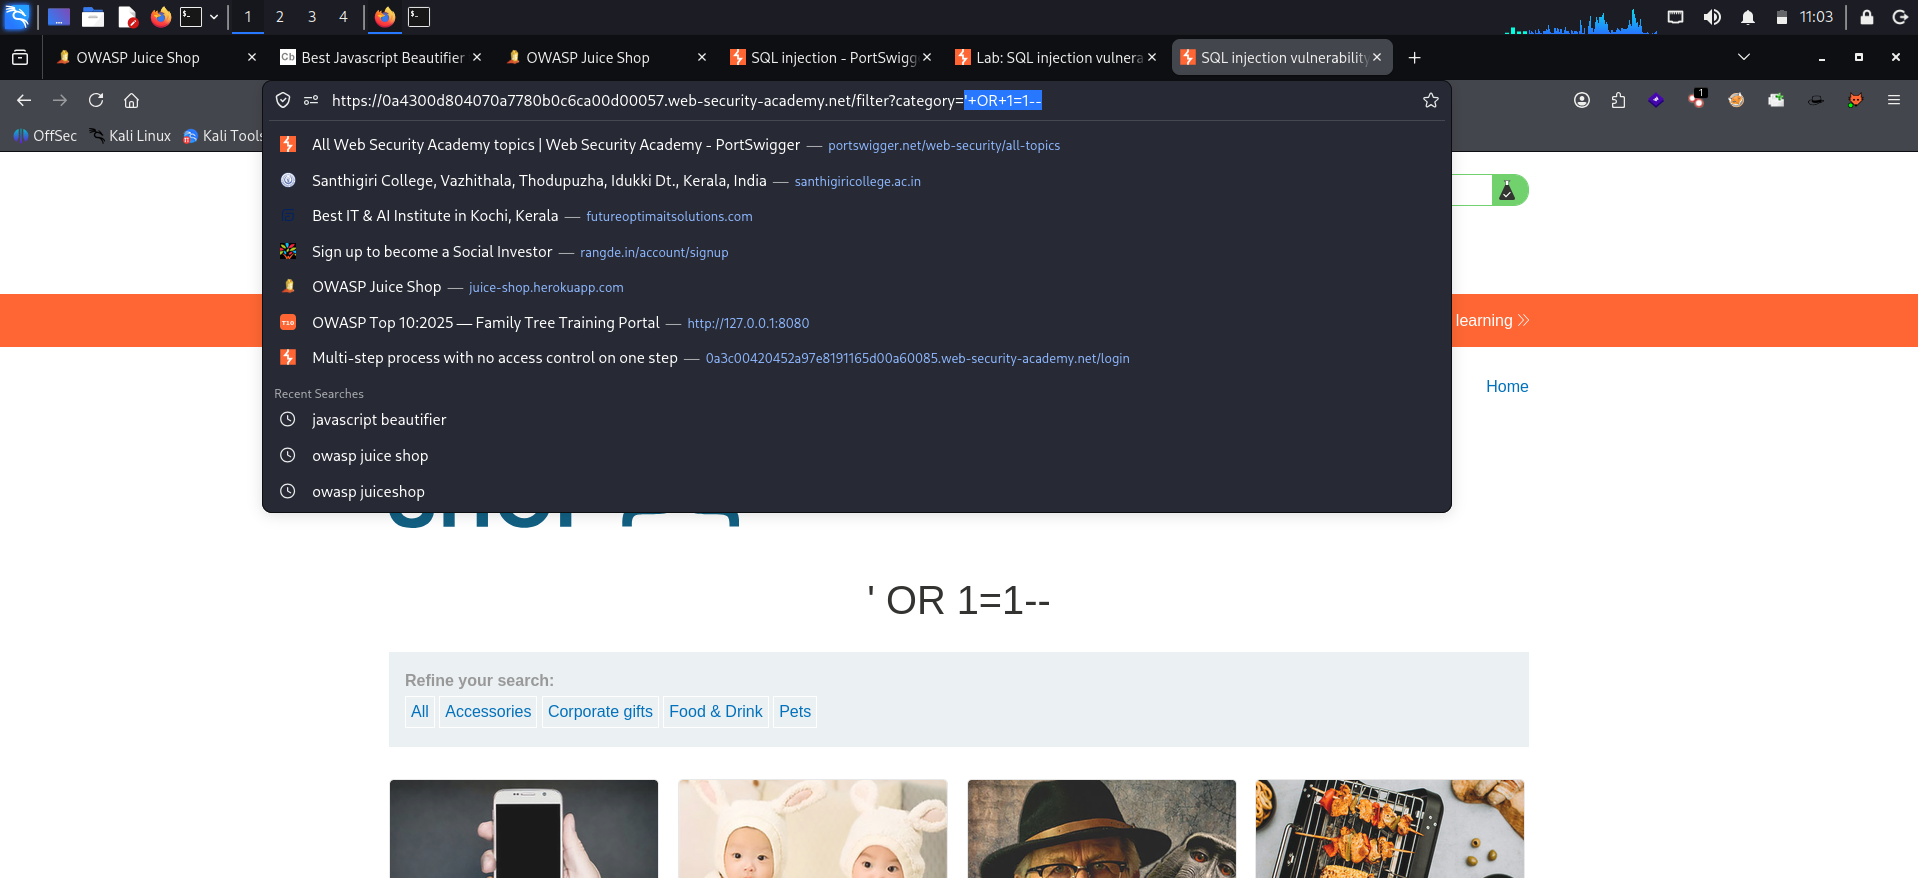 1 2 3 4 11:03
OWASP Juice Shop Best Javascript Beautifier OWASP Juice Shop SQL injection - PortSwigg Lab: SQL injection vulnera SQL injection vulnerability
https://0a4300d804070a7780b0c6ca00d00057.web-security-academy.net/filter?category='+OR+1=1-- 1
OffSec Kali Linux Kali Tools
All Web Security Academy topics | Web Security Academy - PortSwigger — portswigger.net/web-security/all-topics
Santhigiri College, Vazhithala, Thodupuzha, Idukki Dt., Kerala, India — santhigiricollege.ac.in
Best IT & AI Institute in Kochi, Kerala — futureoptimaitsolutions.com
Sign up to become a Social Investor — rangde.in/account/signup
OWASP Juice Shop — juice-shop.herokuapp.com
OWASP Top 10:2025 — Family Tree Training Portal — http://127.0.0.1:8080
learning
Multi-step process with no access control on one step — 0a3c00420452a97e8191165d00a60085.web-security-academy.net/login
Home
Recent Searches
javascript beautifier
owasp juice shop
owasp juiceshop
' OR 1=1--
Refine your search:
All Accessories Corporate gifts Food & Drink Pets